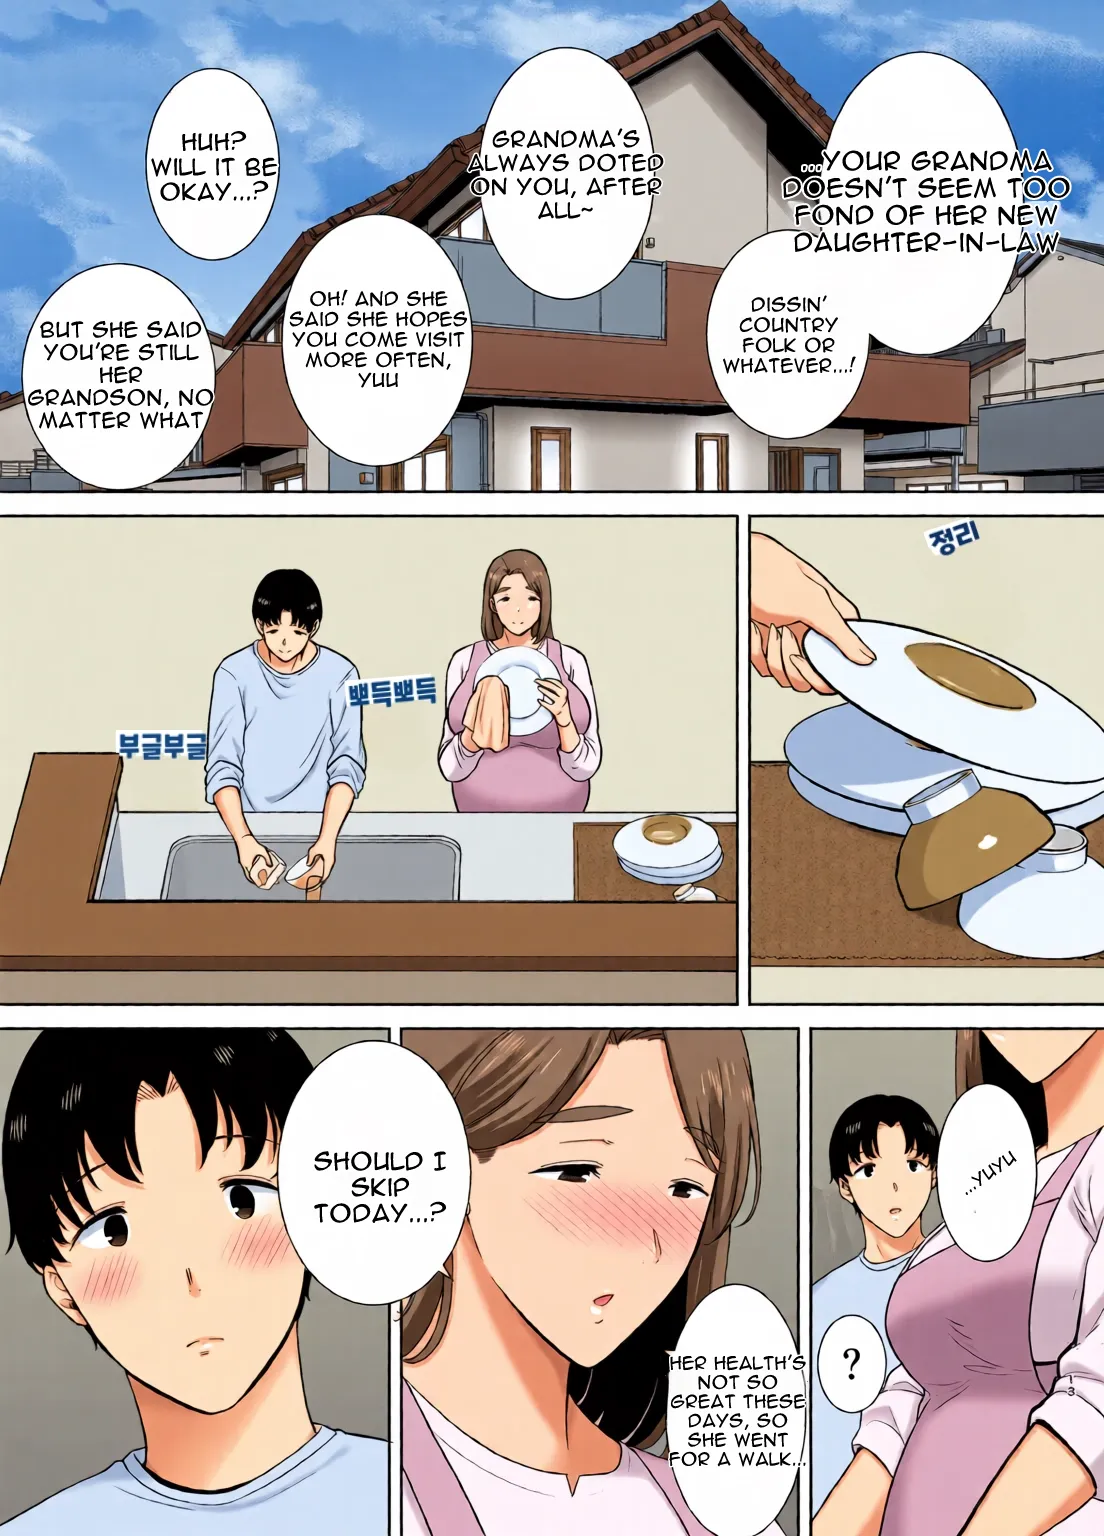 ...YOUR GRANDMA
DOESN'T SEEM TOO
FOND OF HER NEW
DAUGHTER-IN-LAW
DISSIN'
COUNTRY
FOLK OR
WHATEVER...!
GRANDMA'S
ALWAYS DOTED
ON YOU, AFTER
ALL~
OH! AND SHE
SAID SHE HOPES
YOU COME VISIT
MORE OFTEN,
YUU
HUH?
WILL IT BE
OKAY...?
BUT SHE SAID
YOU'RE STILL
HER
GRANDSON, NO
MATTER WHAT
정리
뽀득뽀득
부글부글
...YUYU
?
HER HEALTH'S
NOT SO
GREAT THESE
DAYS, SO
SHE WENT
FOR A WALK...
SHOULD I
SKIP
TODAY...?
13